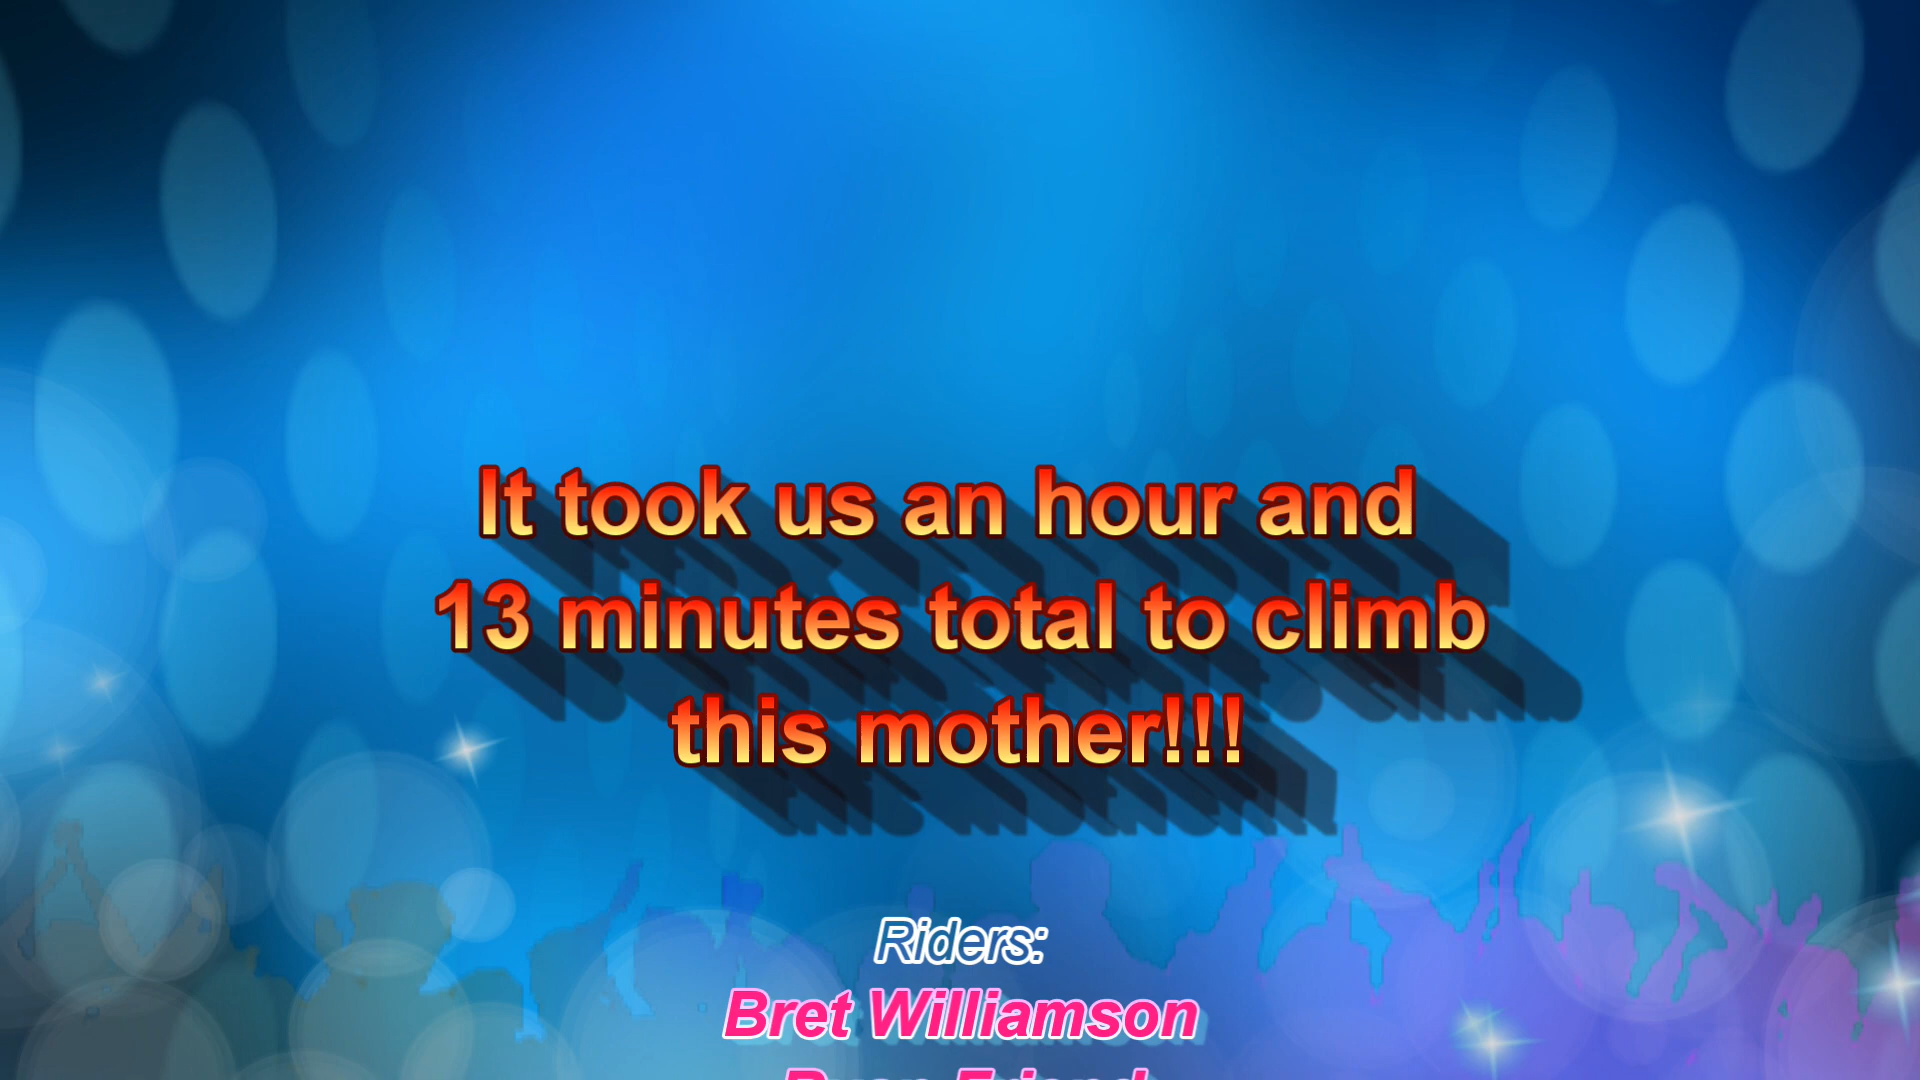 It took us an hour and
13 minutes total to climb
this mother!!!
Riders:
Bret Williamson